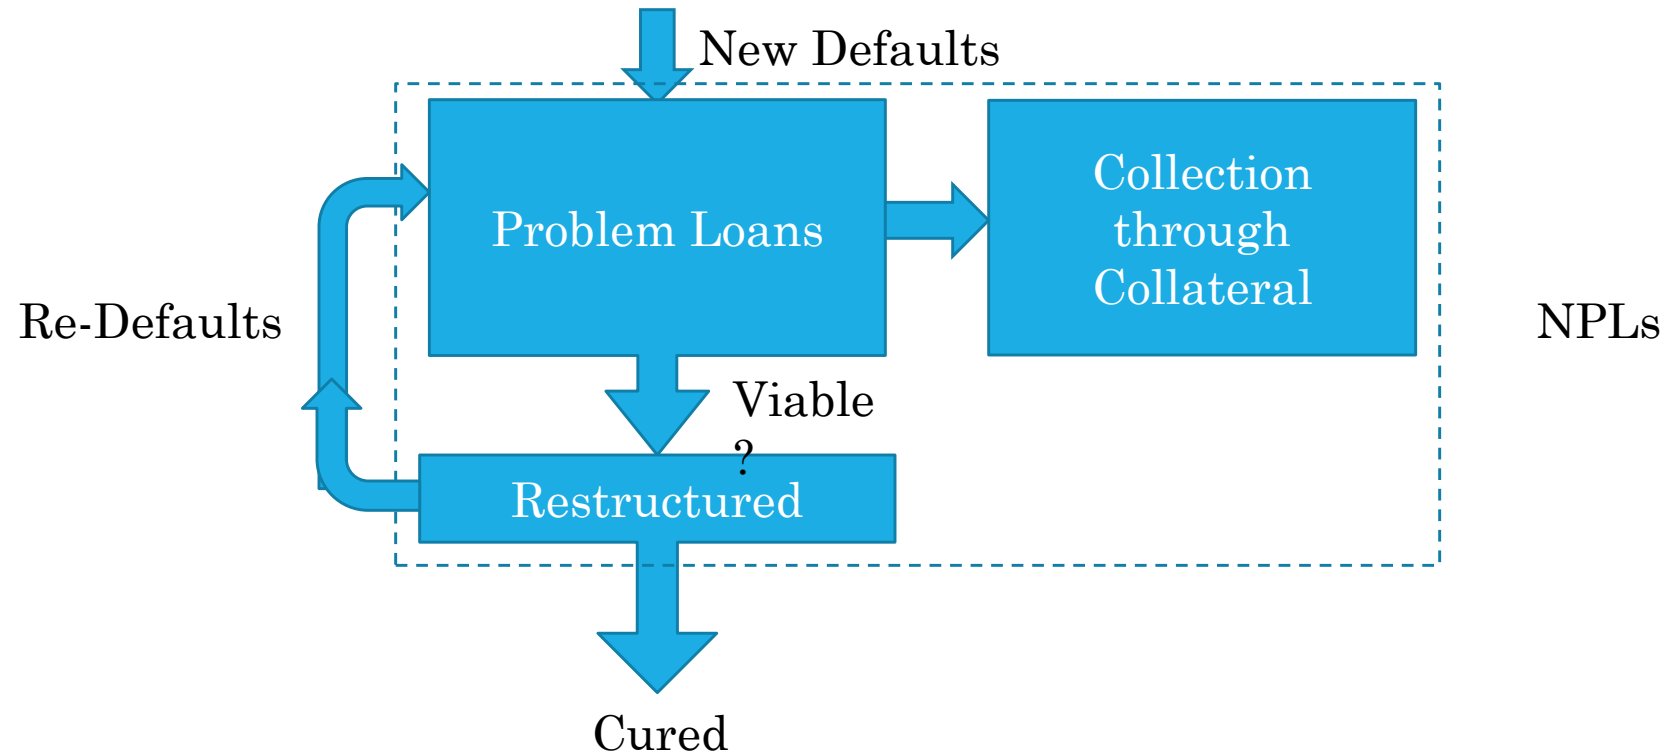 New Defaults
Collection
through
Collateral
Problem Loans
Re-Defaults
NPLs
Viable
?
Restructured
Cured